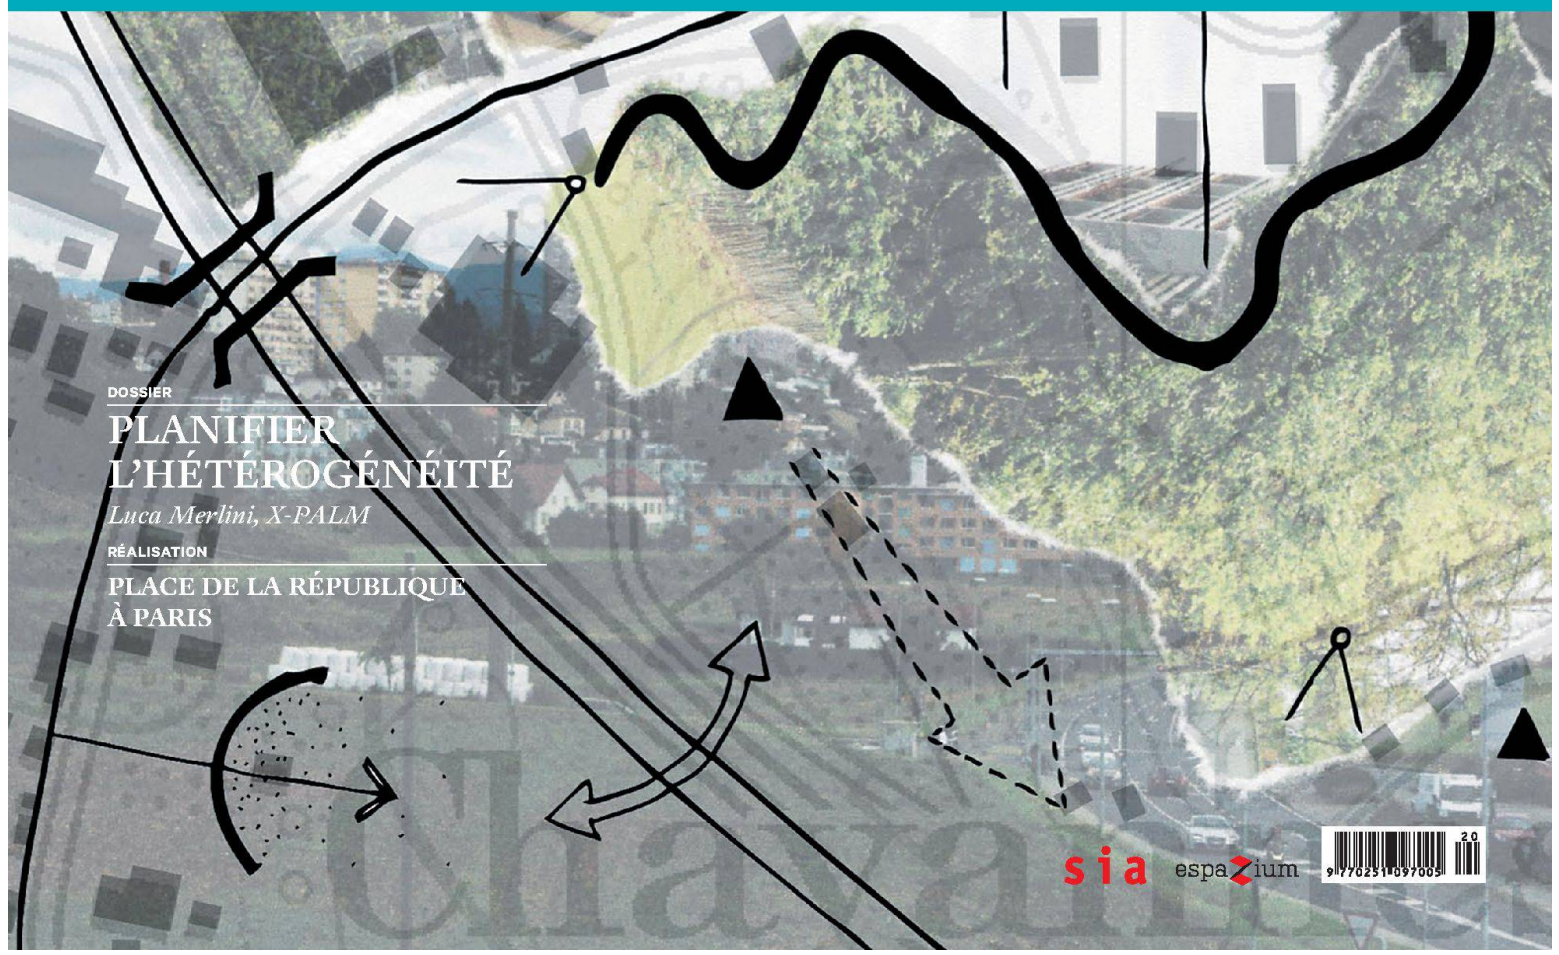 DOSSIER
PLANIFIER
L'HÉTÉROGÉNÉITÉ
Luca Merlini, X-PALM
RÉALISATION
PLACE DE LA RÉPUBLIQUE
À PARIS
sia espazium
20
9 770251 097005